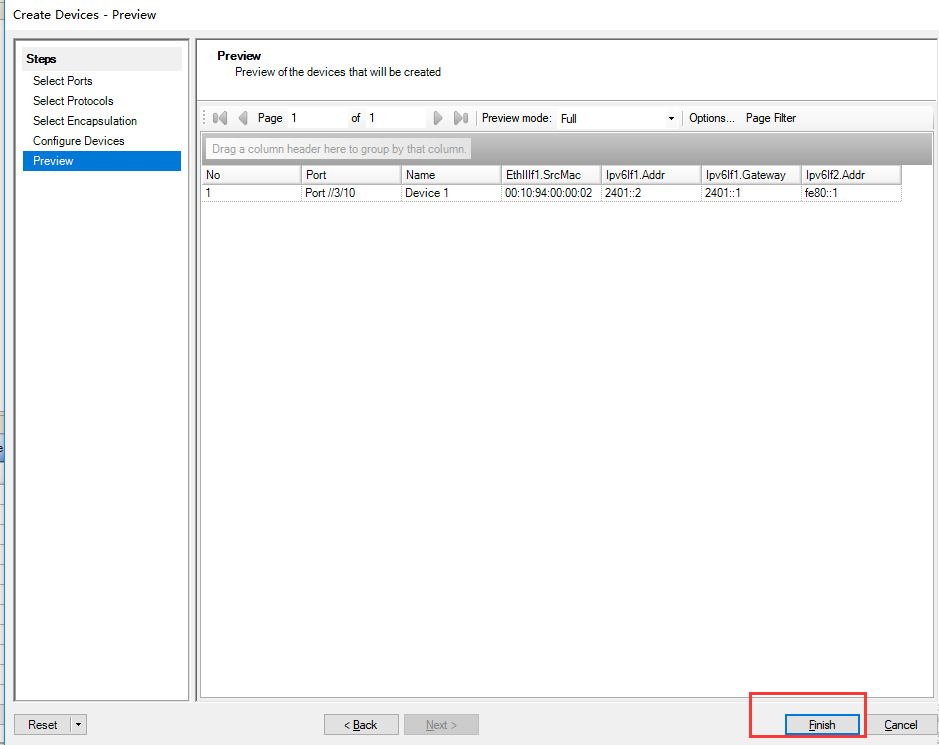 Create Devices - Preview
Steps
Select Ports
Select Protocols
Select Encapsulation
Configure Devices
Preview
Preview
Preview of the devices that will be created
Page 1 of 1 Preview mode: Full Options... Page Filter
Drag a column header here to group by that column.
No Port Name EthIIIf1.SrcMac Ipv6If1.Addr Ipv6If1.Gateway Ipv6If2.Addr
1 Port //3/10 Device 1 00:10:94:00:00:02 2401::2 2401::1 fe80::1
Reset < Back Next > Finish Cancel